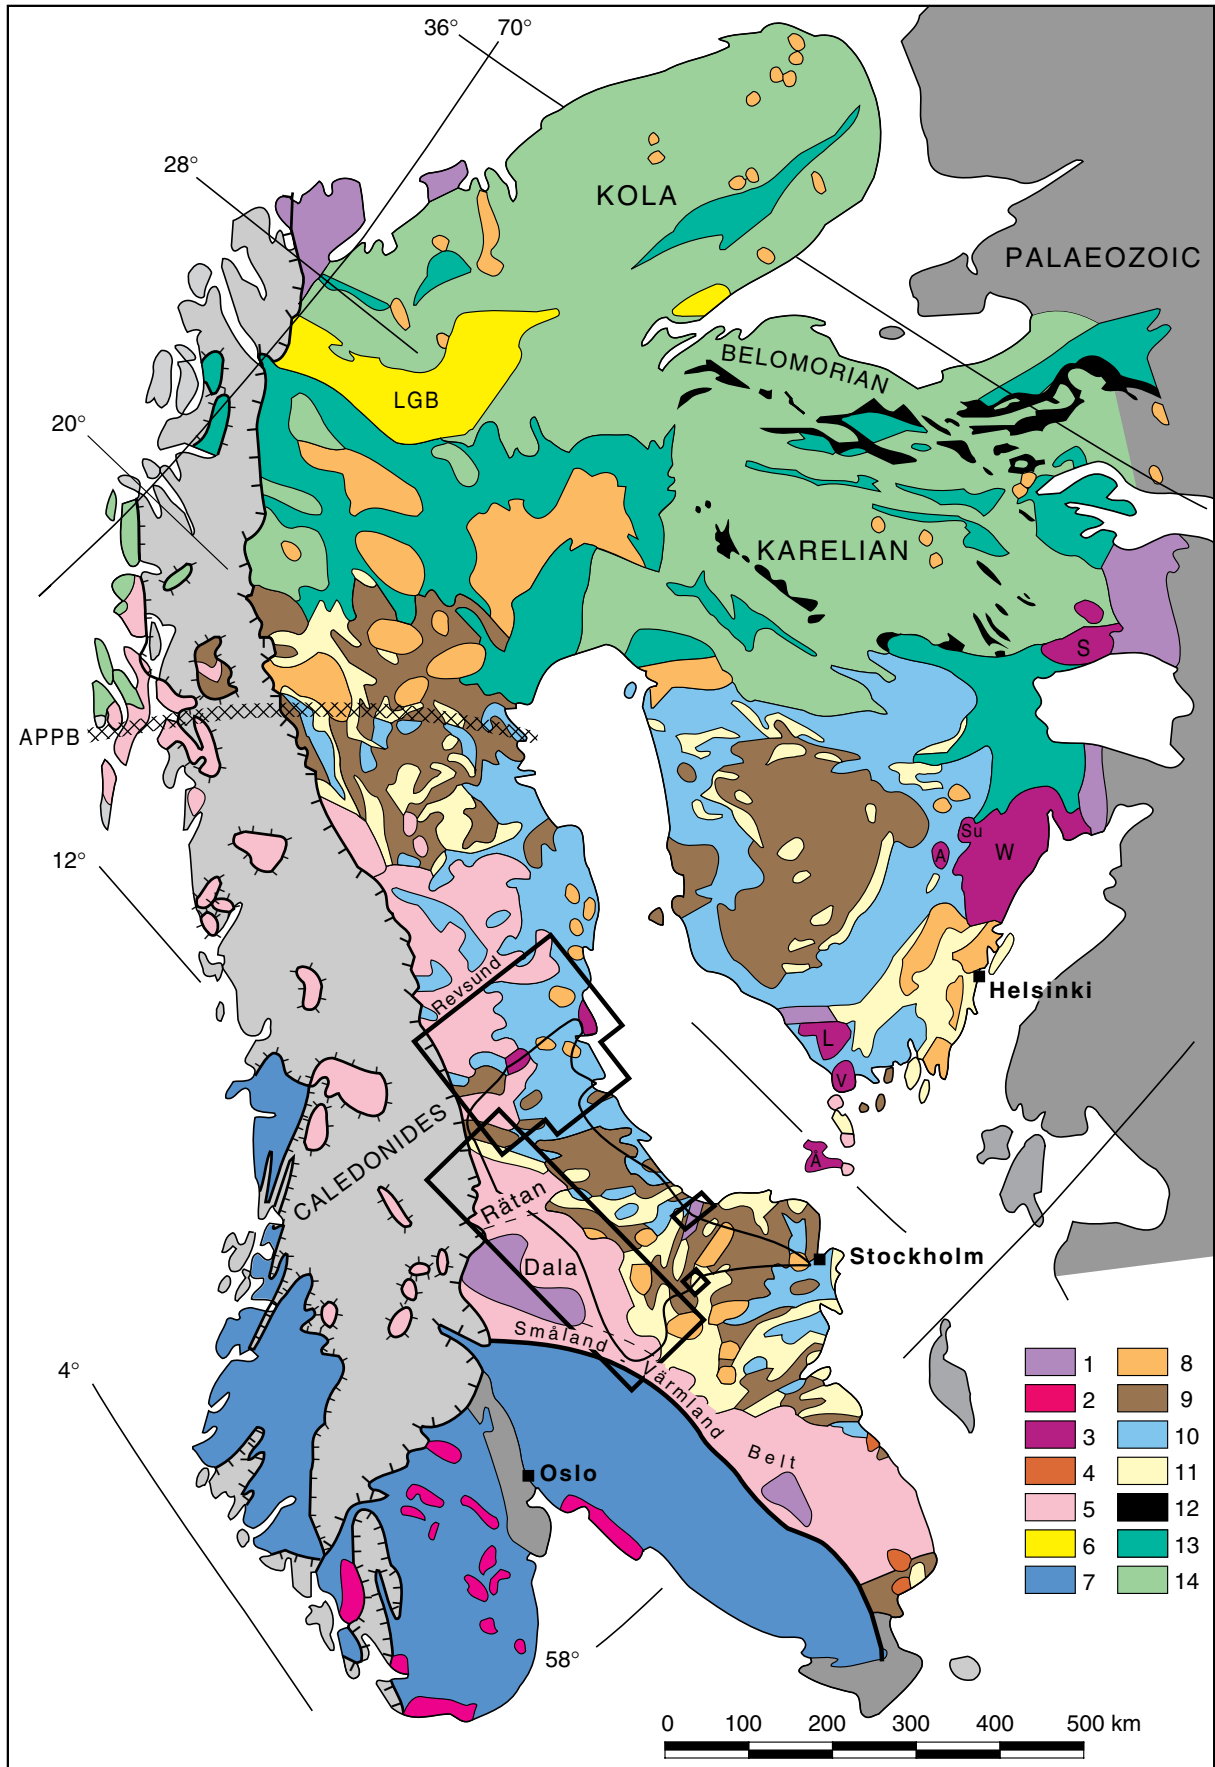 36°
70°
28°
KOLA
PALAEOZOIC
BELOMORIAN
LGB
20°
KARELIAN
S
APPB
Su
A
W
12°
Revsund
Helsinki
L
V
CALEDONIDES
Å
Rätan
Stockholm
Dala
Småland - Värmland Belt
4°
Oslo
58°
1
2
3
4
5
6
7
8
9
10
11
12
13
14
0 100 200 300 400 500 km